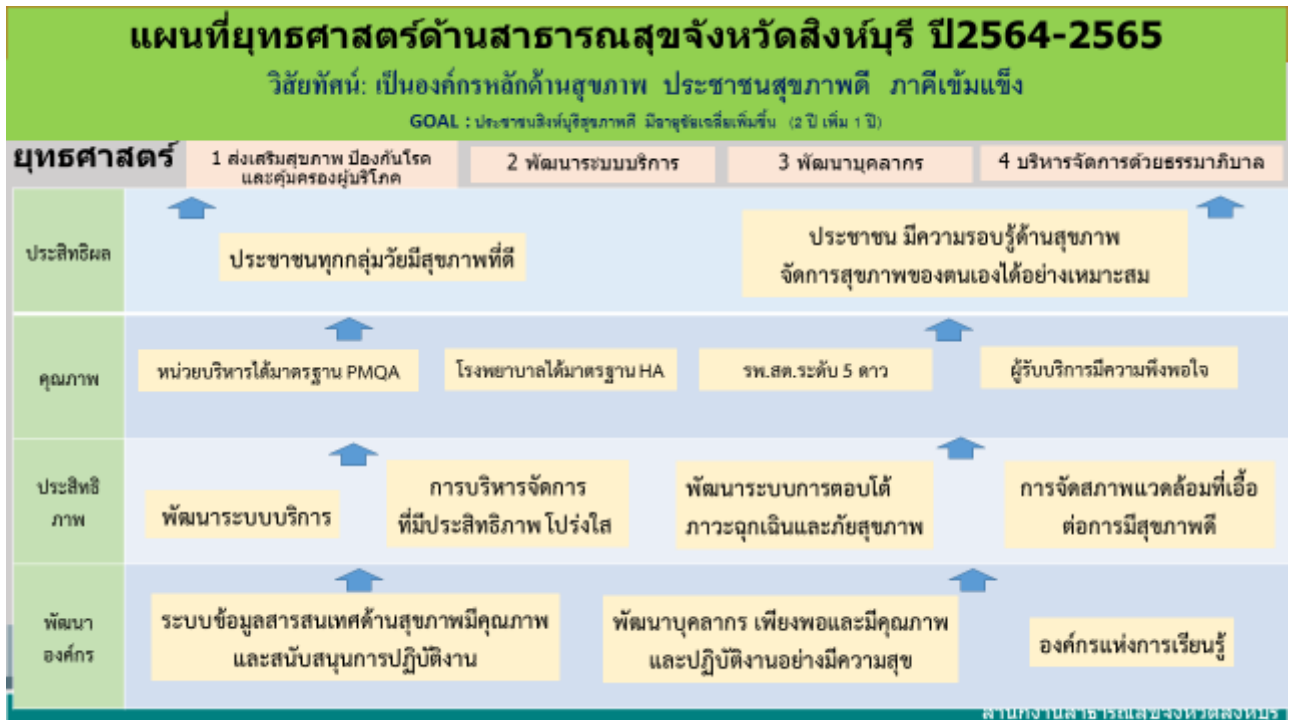 แผนที่ยุทธศาสตร์ด้านสาธารณสุขจังหวัดสิงห์บุรี ปี2564-2565
วิสัยทัศน์: เป็นองค์กรหลักด้านสุขภาพ ประชาชนสุขภาพดี ภาคีเข้มแข็ง
GOAL : ประชาชนสิงห์บุรีสุขภาพดี มีอายุขัยเฉลี่ยเพิ่มขึ้น (2 ปี เพิ่ม 1 ปี)
ยุทธศาสตร์
1 ส่งเสริมสุขภาพ ป้องกันโรค
และคุ้มครองผู้บริโภค
2 พัฒนาระบบบริการ
3 พัฒนาบุคลากร
4 บริหารจัดการด้วยธรรมาภิบาล
ประสิทธิผล
ประชาชนทุกกลุ่มวัยมีสุขภาพที่ดี
ประชาชน มีความรอบรู้ด้านสุขภาพ
จัดการสุขภาพของตนเองได้อย่างเหมาะสม
คุณภาพ
หน่วยบริหารได้มาตรฐาน PMQA
โรงพยาบาลได้มาตรฐาน HA
รพ.สต.ระดับ 5 ดาว
ผู้รับบริการมีความพึงพอใจ
ประสิทธิ
ภาพ
พัฒนาระบบบริการ
การบริหารจัดการ
ที่มีประสิทธิภาพ โปร่งใส
พัฒนาระบบการตอบโต้
ภาวะฉุกเฉินและภัยสุขภาพ
การจัดสภาพแวดล้อมที่เอื้อ
ต่อการมีสุขภาพดี
พัฒนา
องค์กร
ระบบข้อมูลสารสนเทศด้านสุขภาพมีคุณภาพ
และสนับสนุนการปฏิบัติงาน
พัฒนาบุคลากร เพียงพอและมีคุณภาพ
และปฏิบัติงานอย่างมีความสุข
องค์กรแห่งการเรียนรู้
สำนักงานสาธารณสุขจังหวัดสิงห์บุรี